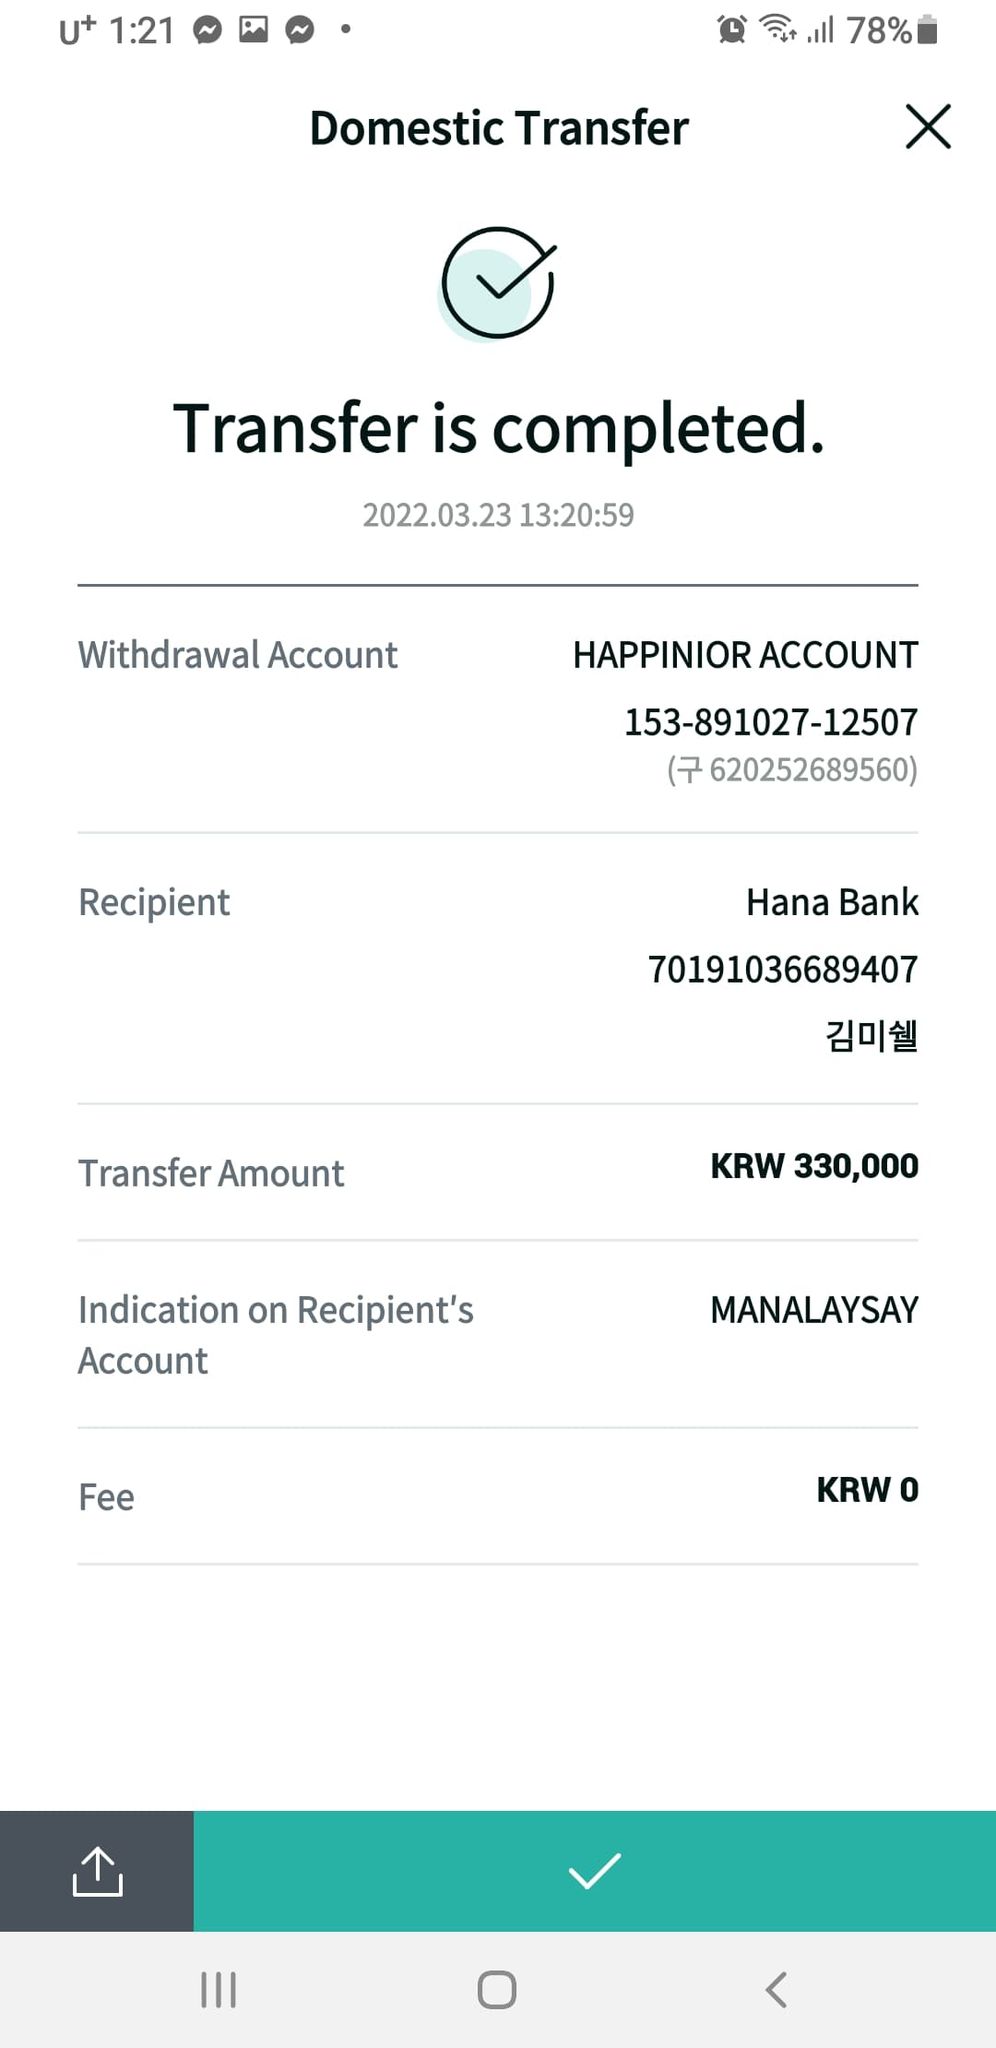 U⁺ 1:21 78%
Domestic Transfer
Transfer is completed.
2022.03.23 13:20:59
Withdrawal Account HAPPINIOR ACCOUNT
153-891027-12507
(구 620252689560)
Recipient Hana Bank
70191036689407
김미쉘
Transfer Amount KRW 330,000
Indication on Recipient's MANALAYSAY
Account
Fee KRW 0